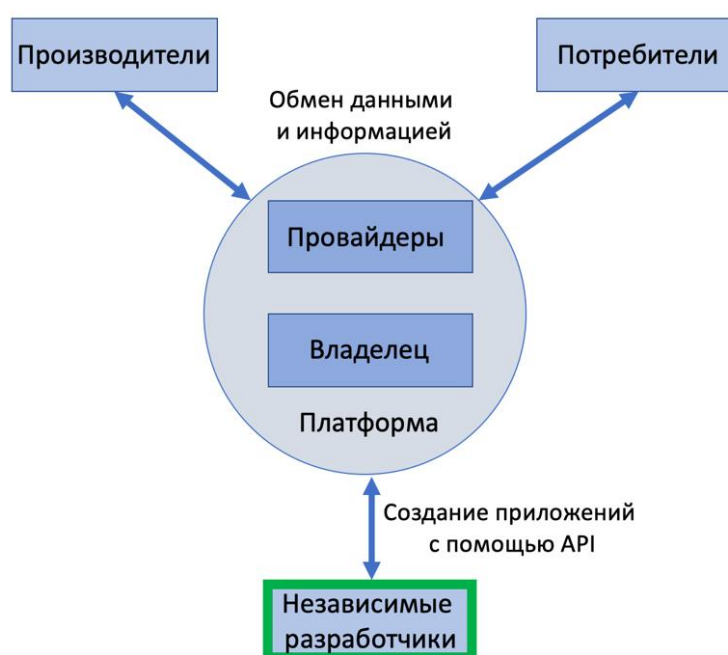 Производители
Потребители
Обмен данными
и информацией
Провайдеры
Владелец
Платформа
Создание приложений
с помощью API
Независимые
разработчики